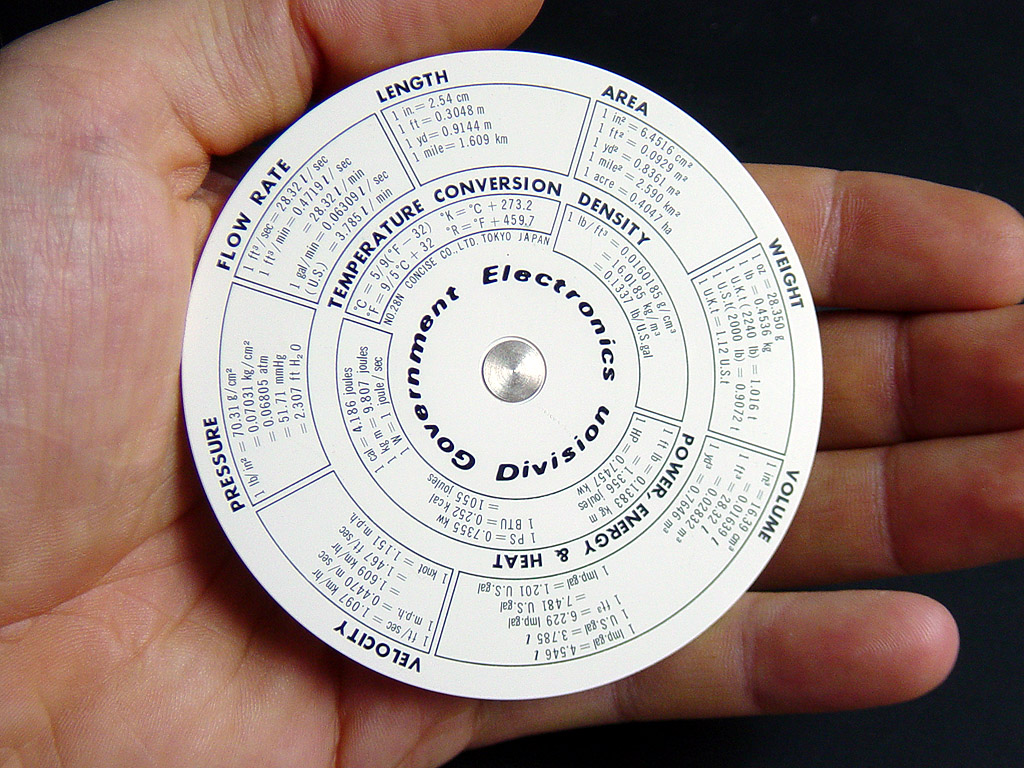 LENGTH
1 in.= 2.54 cm
1 ft = 0.3048 m
1 yd = 0.9144 m
1 mile = 1.609 km
AREA
1 in² = 6.4516 cm²
1 ft² = 0.0929 m²
1 yd² = 0.8361 m²
1 mile² = 2.590 km²
1 acre = 0.4047 ha
WEIGHT
1 oz = 28.350 g
1 lb = 0.4536 kg
1 U.K.t (2240 lb) = 1.016 t
1 U.S.t (2000 lb) = 0.9072 t
1 U.K.t = 1.12 U.S.t
VOLUME
1 in³ = 16.39 cm³
= 0.01639 l
1 ft³ = 28.32 l
= 0.02832 m³
1 yd³ = 0.7646 m³
1 Imp.gal = 4.546 l
1 U.S.gal = 3.785 l
1 ft³ = 6.229 Imp.gal
= 7.481 U.S.gal
1 Imp.gal = 1.201 U.S.gal
VELOCITY
1 ft/sec = 1.097 km/hr
1 m.p.h. = 0.4470 m/sec
= 1.609 km/hr
= 1.467 ft/sec
1 knot = 1.151 m.p.h.
PRESSURE
1 lb/in² = 70.31 g/cm²
= 0.07031 kg/cm²
= 0.06805 atm
= 51.71 mmHg
= 2.307 ft H₂O
FLOW RATE
1 ft³/sec = 28.32 l/sec
1 ft³/min = 0.4719 l/sec
= 28.32 l/min
1 gal/min = 0.06309 l/sec
(U.S.) = 3.785 l/min
TEMPERATURE CONVERSION
°C = 5/9(°F − 32)
°F = 9/5°C + 32
°K = °C + 273.2
°R = °F + 459.7
DENSITY
1 lb/ft³ = 0.0160185 g/cm³
= 16.0185 kg/m³
= 0.1337 lb/U.S.gal
POWER, ENERGY & HEAT
1 ft lb = 0.1383 kg m
= 1.356 joules
1 HP = 0.7457 kw
1 PS = 0.7355 kw
1 BTU = 0.252 kcal
= 1055 joules
1 cal = 4.186 joules
1 kg m = 9.807 joules
1 W = 1 joule/sec
NO.28N CONCISE CO.,LTD. TOKYO JAPAN
Government Electronics Division